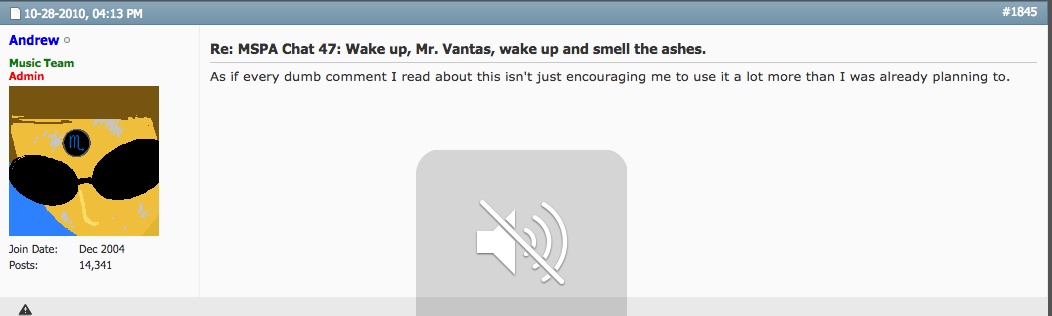 10-28-2010, 04:13 PM
#1845
Andrew
Music Team
Admin
♏
Join Date: Dec 2004
Posts: 14,341
Re: MSPA Chat 47: Wake up, Mr. Vantas, wake up and smell the ashes.
As if every dumb comment I read about this isn't just encouraging me to use it a lot more than I was already planning to.